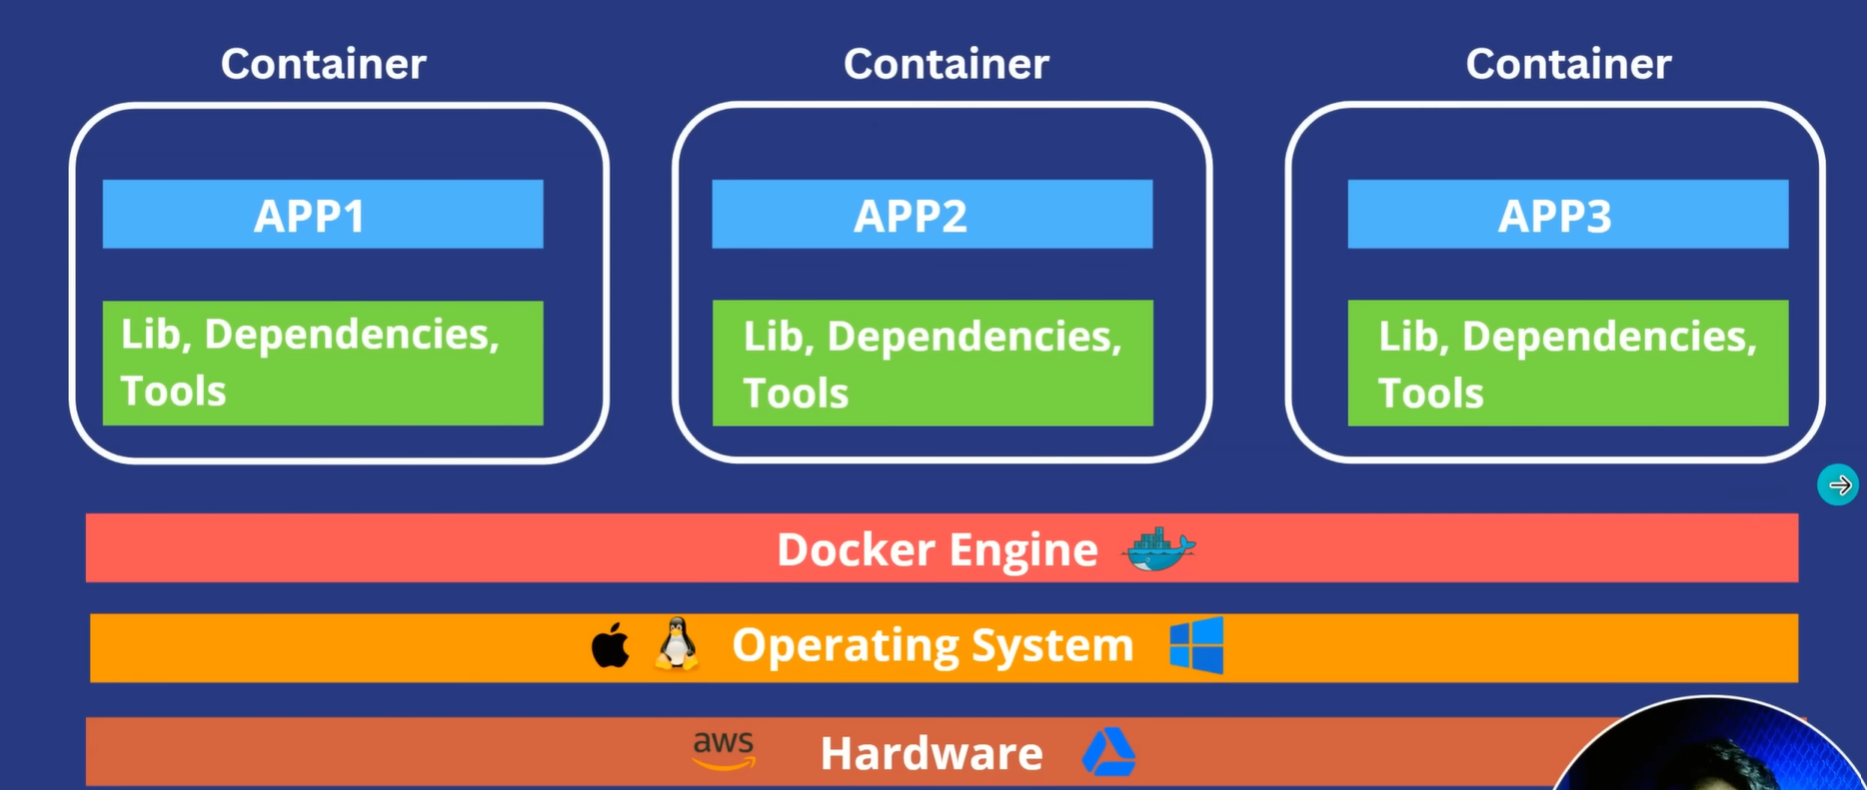 Container
Container
Container
APP1
APP2
APP3
Lib, Dependencies,
Tools
Lib, Dependencies,
Tools
Lib, Dependencies,
Tools
Docker Engine
Operating System
aws
Hardware